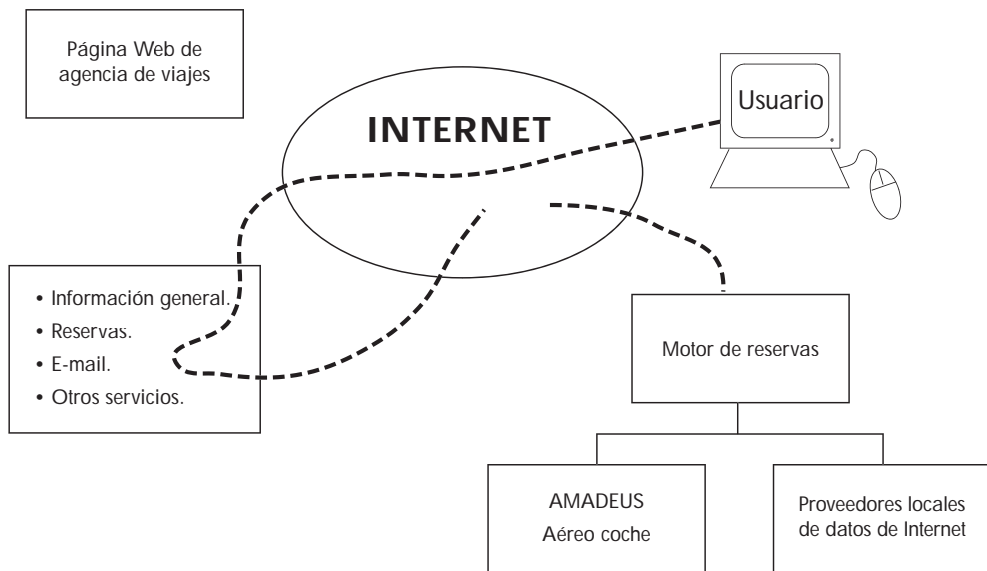 Página Web de
agencia de viajes
INTERNET
Usuario
• Información general.
• Reservas.
• E-mail.
• Otros servicios.
Motor de reservas
AMADEUS
Aéreo coche
Proveedores locales
de datos de Internet